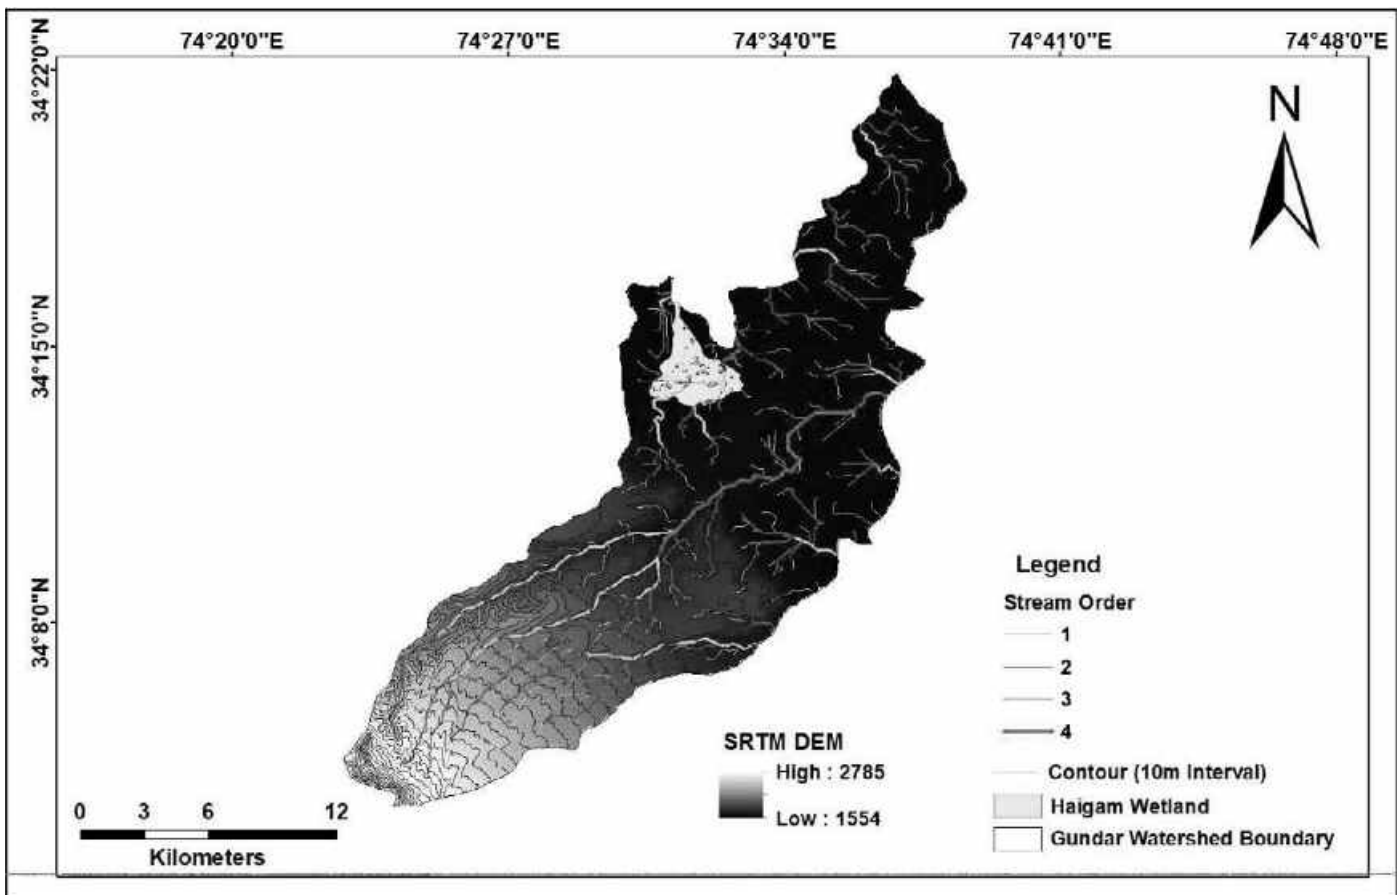 74°20'0"E 74°27'0"E 74°34'0"E 74°41'0"E 74°48'0"E
34°22'0"N
34°15'0"N
34°8'0"N
N
Legend
Stream Order
1
2
3
4
Contour (10m Interval)
Haigam Wetland
Gundar Watershed Boundary
SRTM DEM
High : 2785
Low : 1554
0 3 6 12
Kilometers